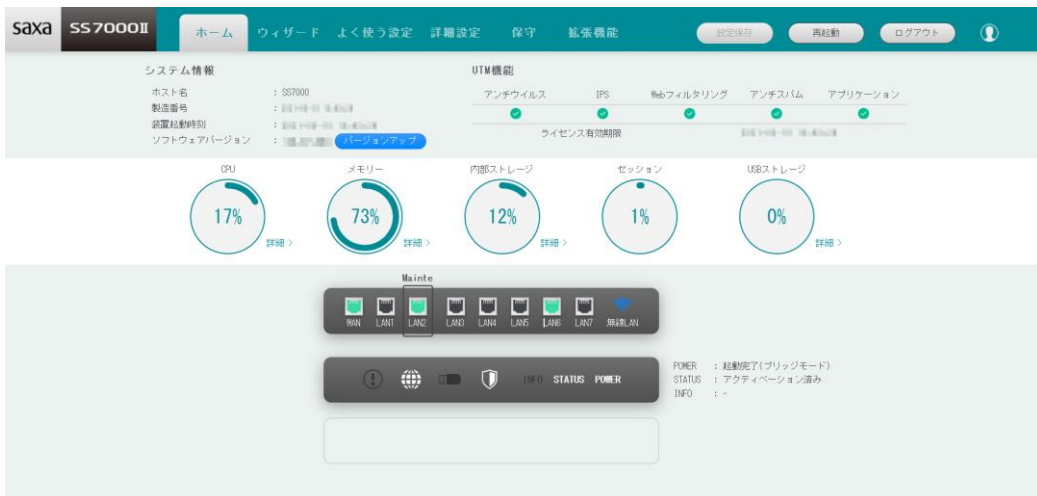 saxa SS7000Ⅱ ホーム ウィザード よく使う設定 詳細設定 保守 拡張機能 設定保存 再起動 ログアウト
システム情報
ホスト名 : SS7000
製造番号 :
装置起動時刻 :
ソフトウェアバージョン : バージョンアップ
UTM機能
アンチウイルス IPS Webフィルタリング アンチスパム アプリケーション
ライセンス有効期限
CPU メモリー 内部ストレージ セッション USBストレージ
17% 73% 12% 1% 0%
詳細 > 詳細 > 詳細 > 詳細 >
Mainte
WAN LAN1 LAN2 LAN3 LAN4 LAN5 LAN6 LAN7 無線LAN
INFO STATUS POWER
POWER : 起動完了(ブリッジモード)
STATUS : アクティベーション済み
INFO : -